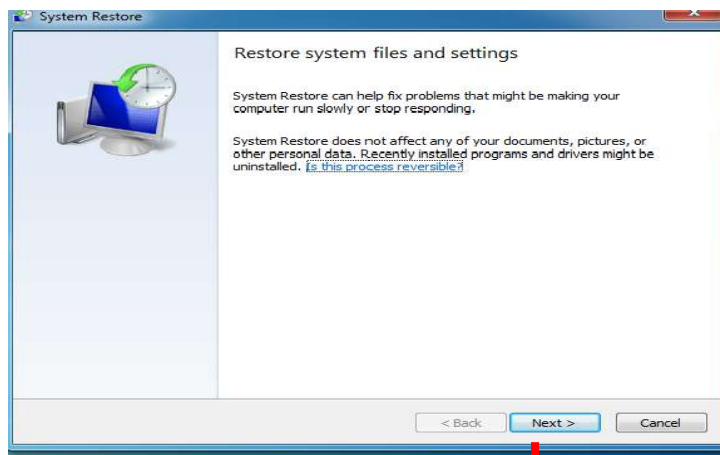 System Restore
Restore system files and settings
System Restore can help fix problems that might be making your
computer run slowly or stop responding.
System Restore does not affect any of your documents, pictures, or
other personal data. Recently installed programs and drivers might be
uninstalled. Is this process reversible?
< Back Next > Cancel